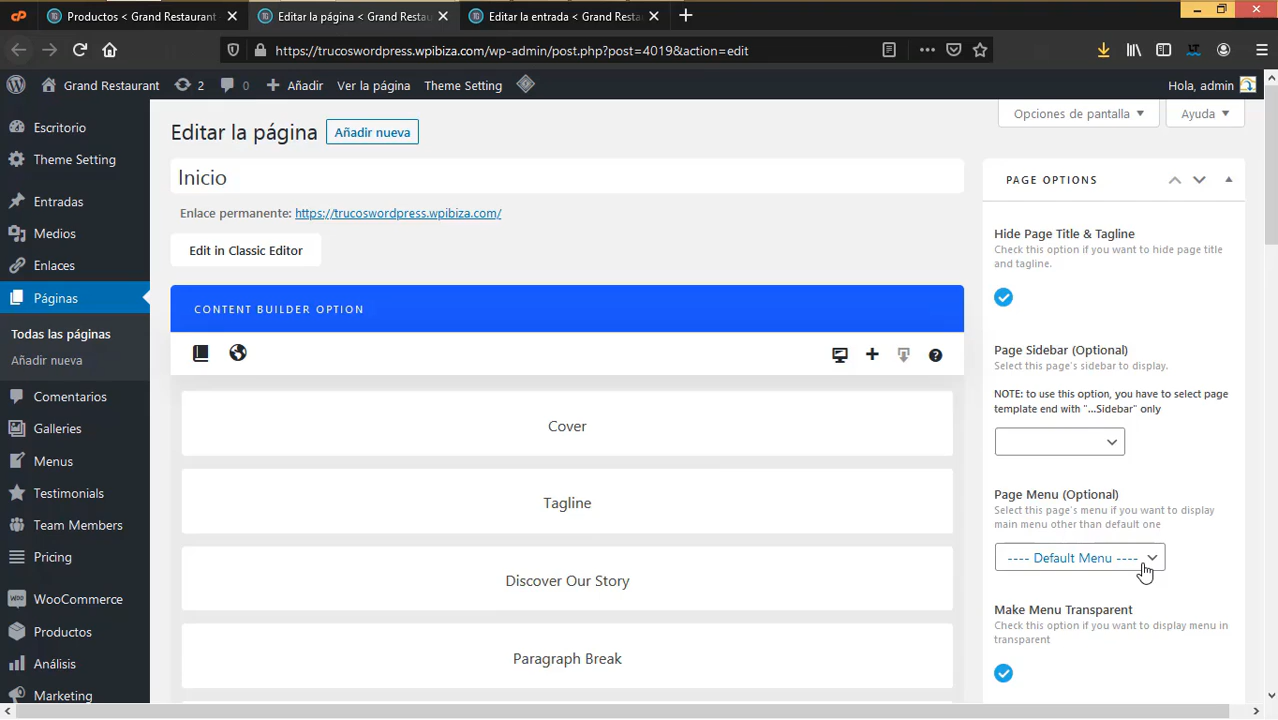 Productos < Grand Restaurant
Editar la página < Grand Restau
Editar la entrada < Grand Resta
https://trucoswordpress.wpibiza.com/wp-admin/post.php?post=4019&action=edit
Grand Restaurant
2
0
Añadir
Ver la página
Theme Setting
Hola, admin
Escritorio
Theme Setting
Entradas
Medios
Enlaces
Páginas
Todas las páginas
Añadir nueva
Comentarios
Galleries
Menus
Testimonials
Team Members
Pricing
WooCommerce
Productos
Análisis
Marketing
Opciones de pantalla
Ayuda
Editar la página
Añadir nueva
Inicio
Enlace permanente: https://trucoswordpress.wpibiza.com/
Edit in Classic Editor
CONTENT BUILDER OPTION
Cover
Tagline
Discover Our Story
Paragraph Break
PAGE OPTIONS
Hide Page Title & Tagline
Check this option if you want to hide page title
and tagline.
Page Sidebar (Optional)
Select this page's sidebar to display.
NOTE: to use this option, you have to select page
template end with "...Sidebar" only
Page Menu (Optional)
Select this page's menu if you want to display
main menu other than default one
---- Default Menu ----
Make Menu Transparent
Check this option if you want to display menu in
transparent